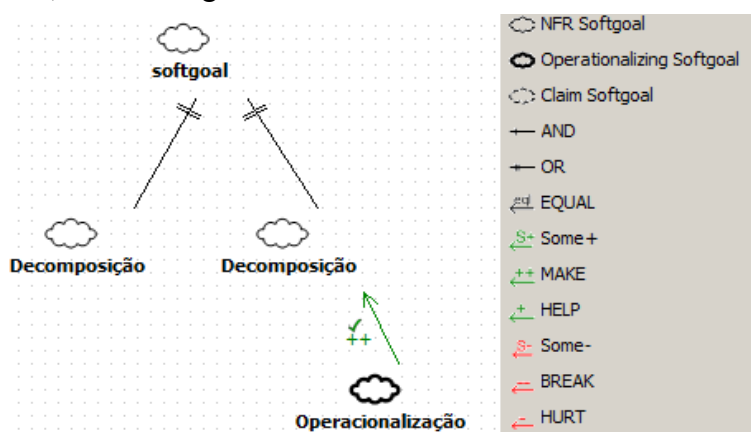 softgoal
Decomposição
Decomposição
++
Operacionalização
NFR Softgoal
Operationalizing Softgoal
Claim Softgoal
AND
OR
eql EQUAL
S+ Some+
++ MAKE
+ HELP
S- Some-
-- BREAK
- HURT